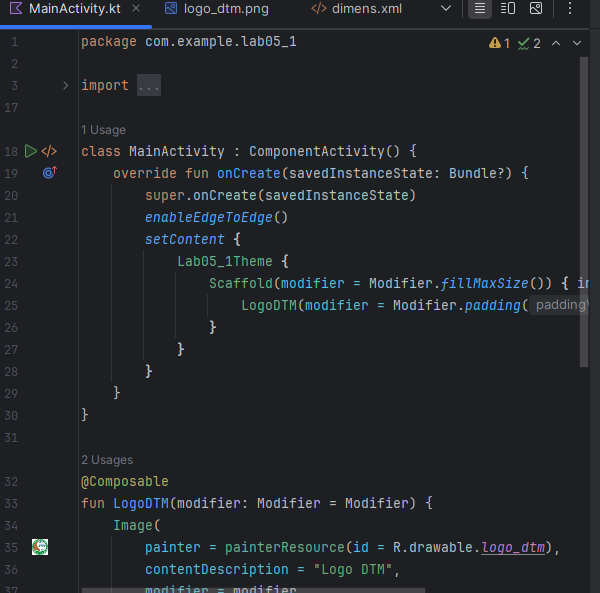 MainActivity.kt logo_dtm.png dimens.xml
1 package com.example.lab05_1 1 2
2
3 import ...
17
1 Usage
18 class MainActivity : ComponentActivity() {
19 override fun onCreate(savedInstanceState: Bundle?) {
20 super.onCreate(savedInstanceState)
21 enableEdgeToEdge()
22 setContent {
23 Lab05_1Theme {
24 Scaffold(modifier = Modifier.fillMaxSize()) { in
25 LogoDTM(modifier = Modifier.padding( padding
26 }
27 }
28 }
29 }
30 }
31
2 Usages
32 @Composable
33 fun LogoDTM(modifier: Modifier = Modifier) {
34 Image(
35 painter = painterResource(id = R.drawable.logo_dtm),
36 contentDescription = "Logo DTM",
37 modifier = modifier